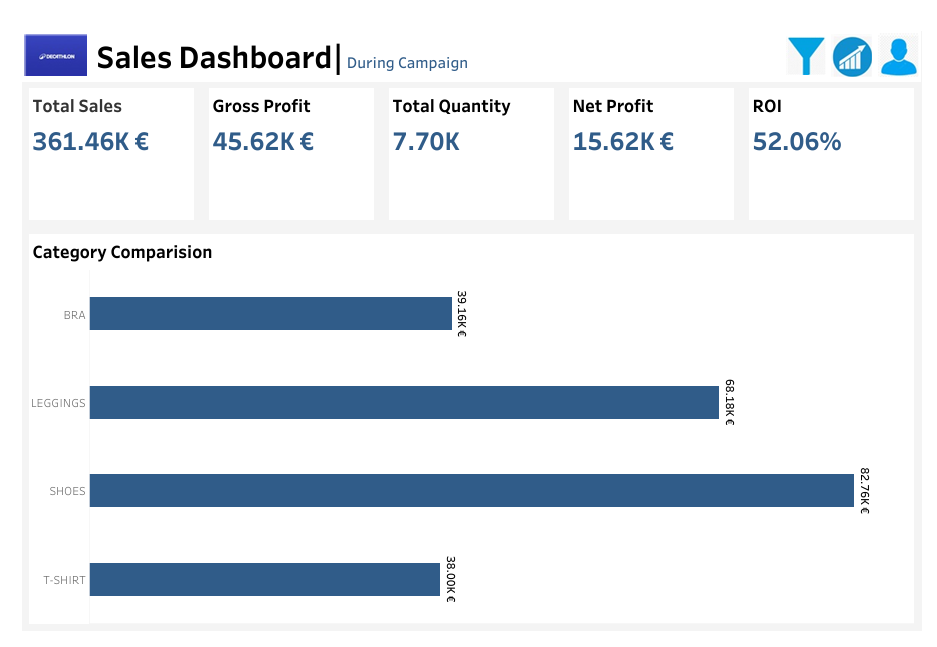 DECATHLON
Sales Dashboard| During Campaign
Total Sales
361.46K €
Gross Profit
45.62K €
Total Quantity
7.70K
Net Profit
15.62K €
ROI
52.06%
Category Comparision
BRA
39.16K €
LEGGINGS
68.18K €
SHOES
82.76K €
T-SHIRT
38.00K €